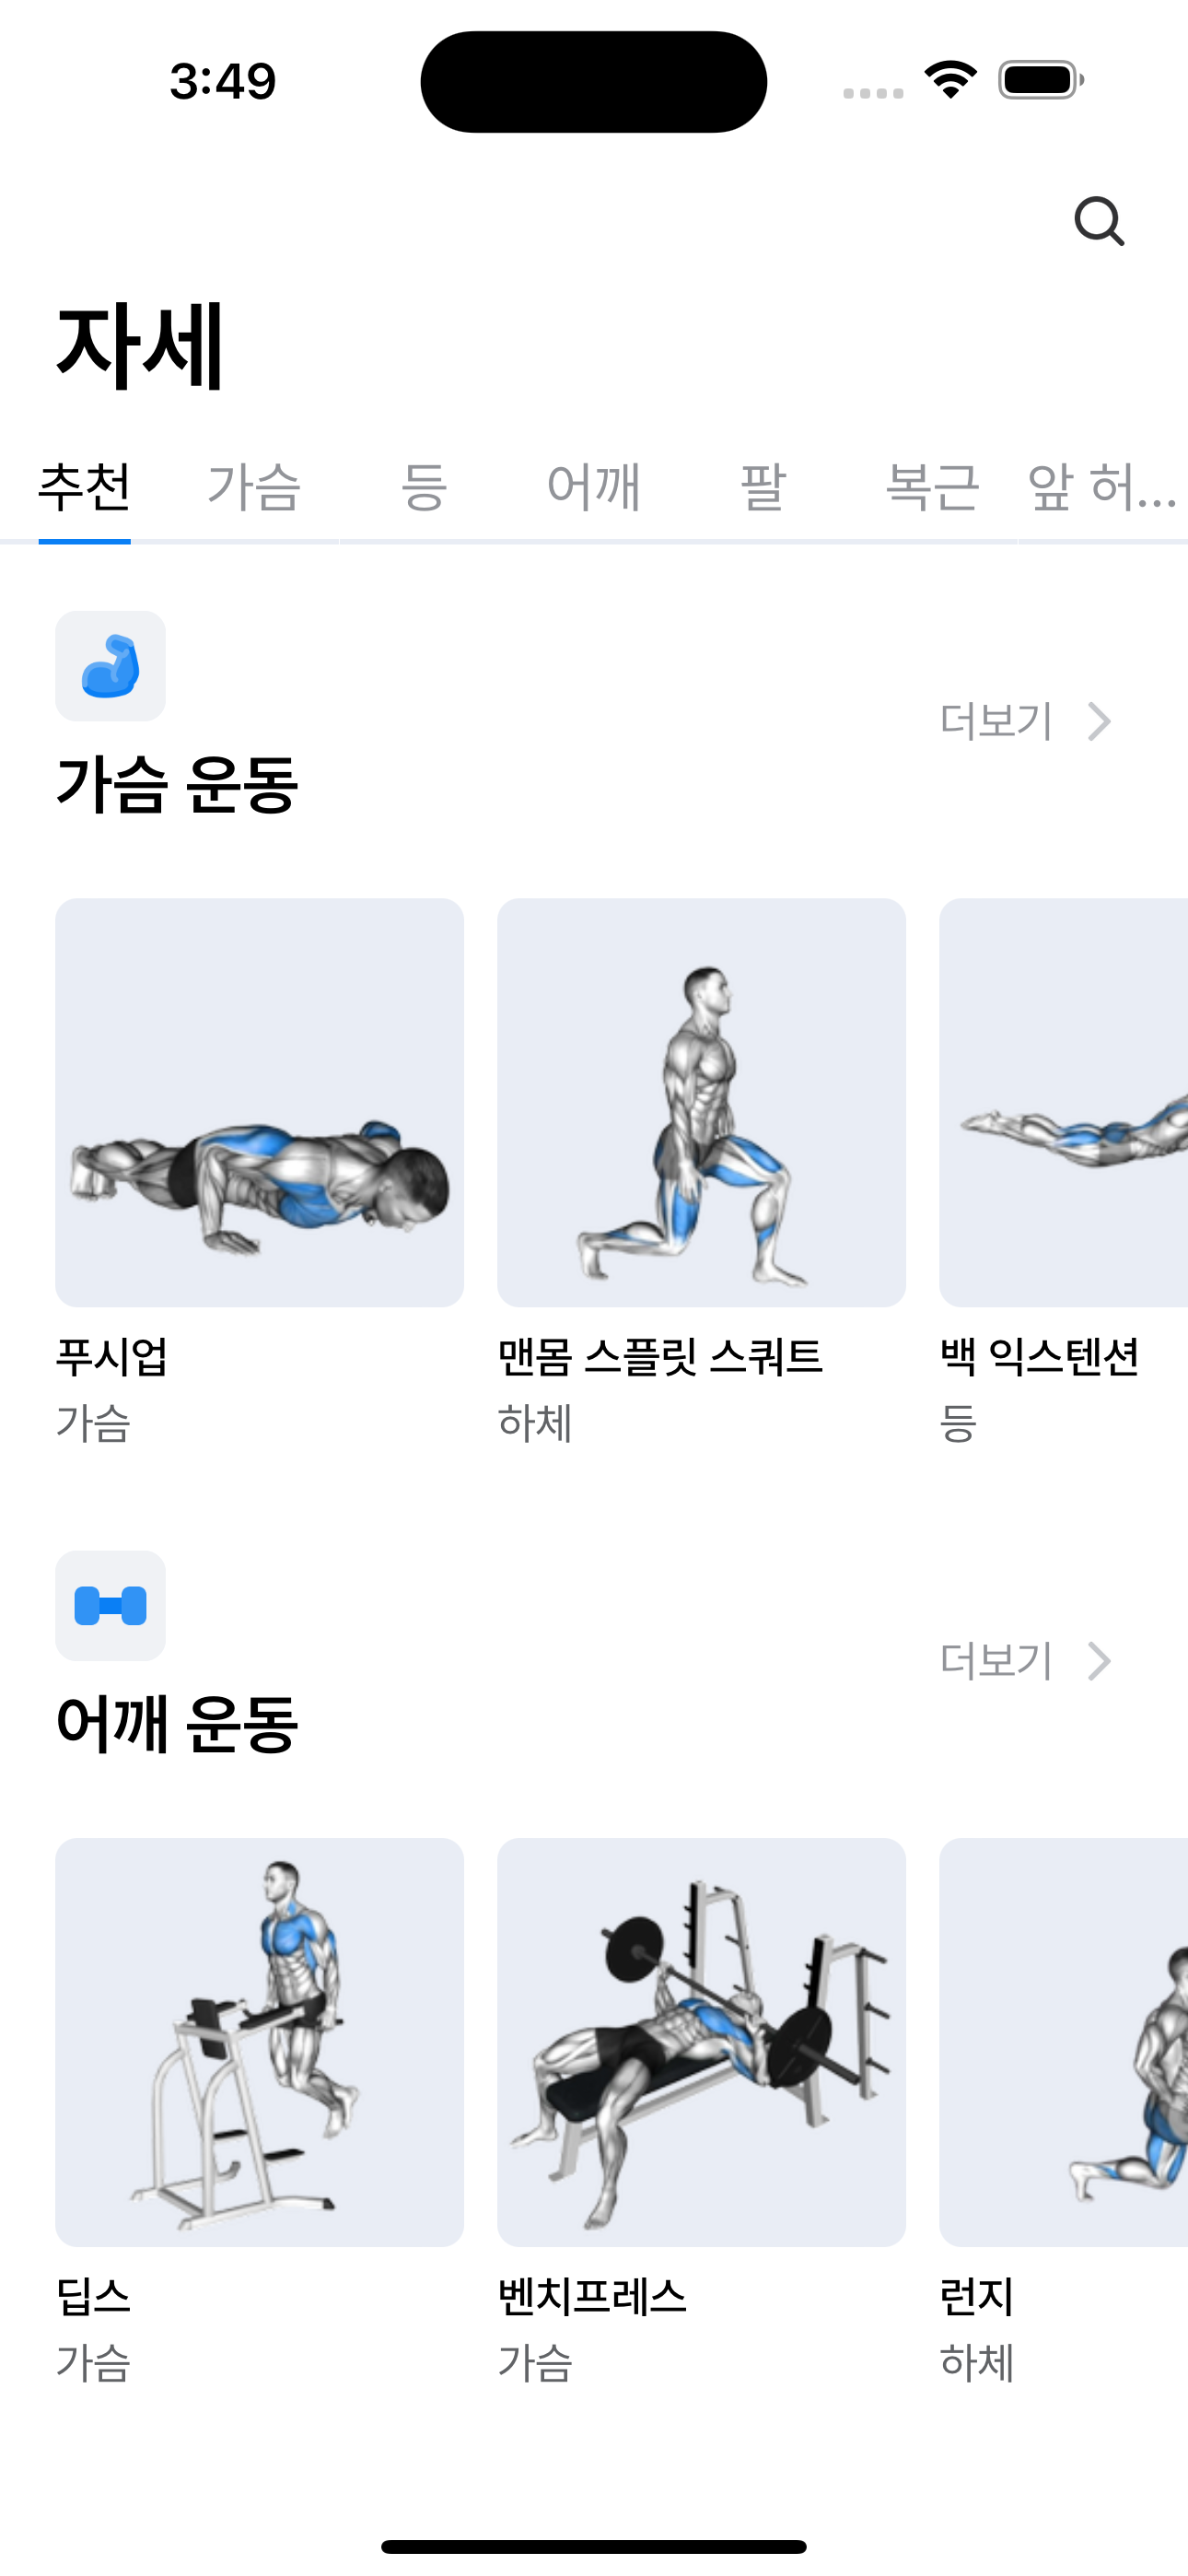 3:49
자세
추천 가슴 등 어깨 팔 복근 앞 허...
더보기
가슴 운동
푸시업 맨몸 스플릿 스쿼트 백 익스텐션
가슴 하체 등
더보기
어깨 운동
딥스 벤치프레스 런지
가슴 가슴 하체